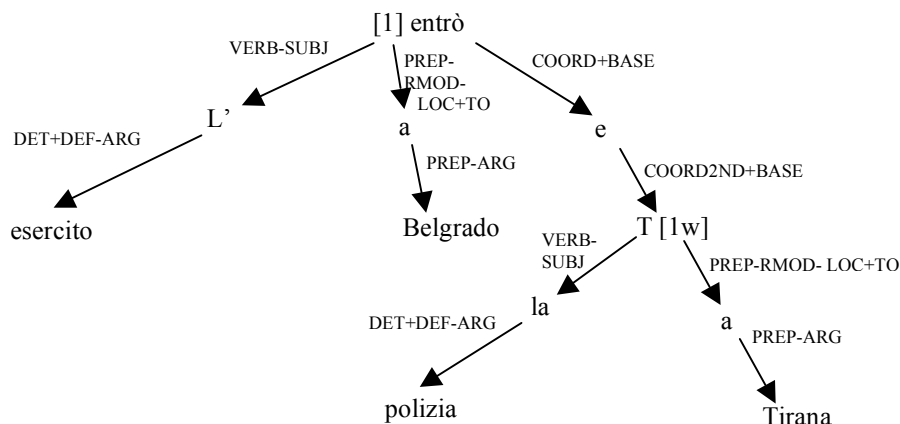 [1] entrò
VERB-SUBJ
PREP-
RMOD-
LOC+TO
COORD+BASE
L’
a
e
DET+DEF-ARG
PREP-ARG
COORD2ND+BASE
esercito
Belgrado
T [1w]
VERB-
SUBJ
PREP-RMOD- LOC+TO
la
a
DET+DEF-ARG
PREP-ARG
polizia
Tirana